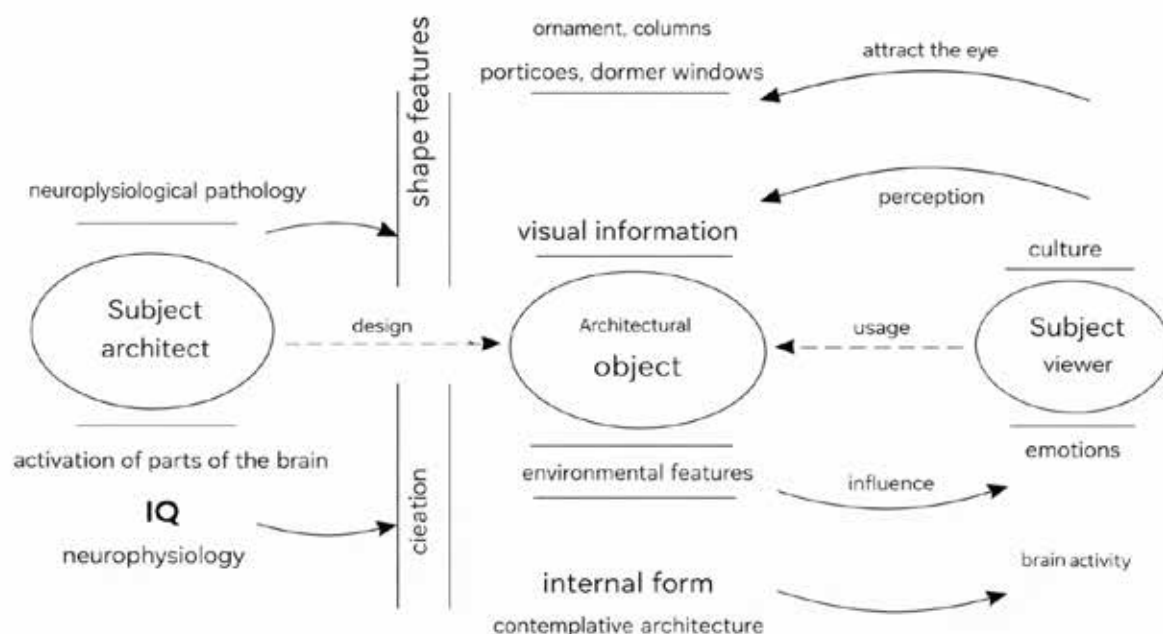 shape features
ornament, columns
porticoes, dormer windows
attract the eye
neuroplysiological pathology
perception
visual information
culture
Subject
architect
design
Architectural
object
usage
Subject
viewer
activation of parts of the brain
IQ
neurophysiology
cieation
environmental features
influence
emotions
internal form
contemplative architecture
brain activity